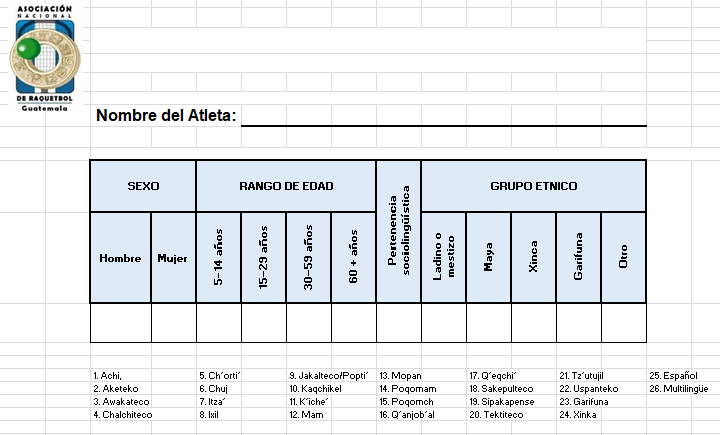 ASOCIACIÓN
NACIONAL
DE RAQUETBOL
Guatemala
Nombre del Atleta:
SEXO
RANGO DE EDAD
Pertenencia
sociolingüística
GRUPO ETNICO
Hombre
Mujer
5-14 años
15-29 años
30-59 años
60 + años
Ladino o
mestizo
Maya
Xinca
Garifuna
Otro
1. Achi,
2. Aketeko
3. Awakateco
4. Chalchiteco
5. Ch´orti´
6. Chuj
7. Itza´
8. Ixil
9. Jakalteco/Popti´
10. Kaqchikel
11. K´iche´
12. Mam
13. Mopan
14. Poqomam
15. Poqomch
16. Q´anjob´al
17. Q´eqchi´
18. Sakepulteco
19. Sipakapense
20. Tektiteco
21. Tz´utujil
22. Uspanteko
23. Garifuna
24. Xinka
25. Español
26. Multilingüe